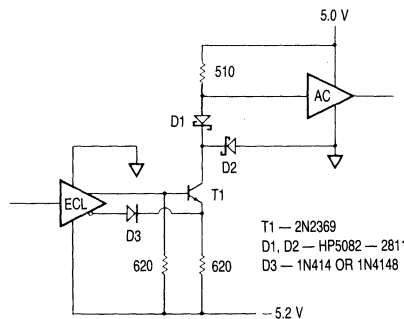 5.0 V
510
AC
D1
D2
ECL
T1
D3
620
620
T1 — 2N2369
D1, D2 — HP5082 — 2811
D3 — 1N414 OR 1N4148
– 5.2 V